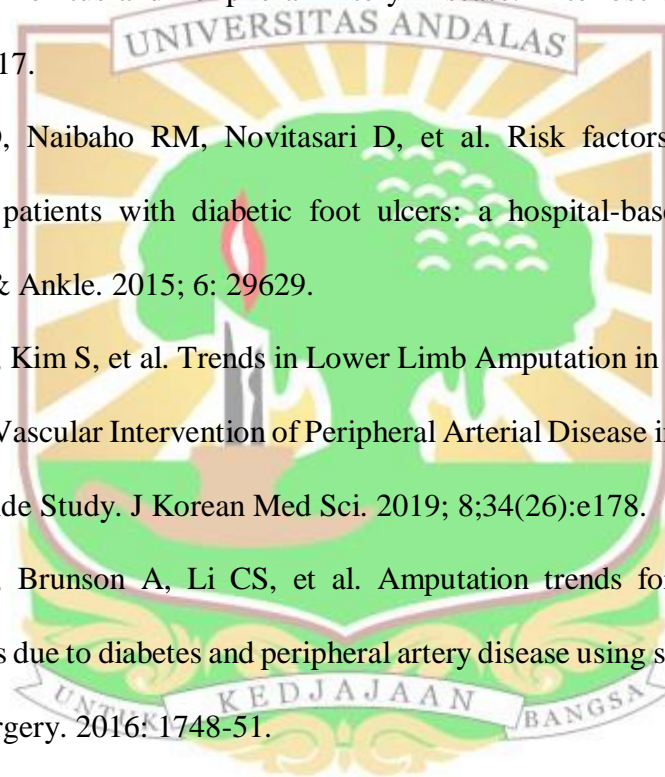 UNIVERSITAS ANDALAS
17.
, Naibaho RM, Novitasari D, et al. Risk factors
patients with diabetic foot ulcers: a hospital-bas
& Ankle. 2015; 6: 29629.
, Kim S, et al. Trends in Lower Limb Amputation in
Vascular Intervention of Peripheral Arterial Disease i
de Study. J Korean Med Sci. 2019; 8;34(26):e178.
, Brunson A, Li CS, et al. Amputation trends fo
s due to diabetes and peripheral artery disease using s
UNTUK KEDJAJAAN BANGSA
rgery. 2016: 1748-51.